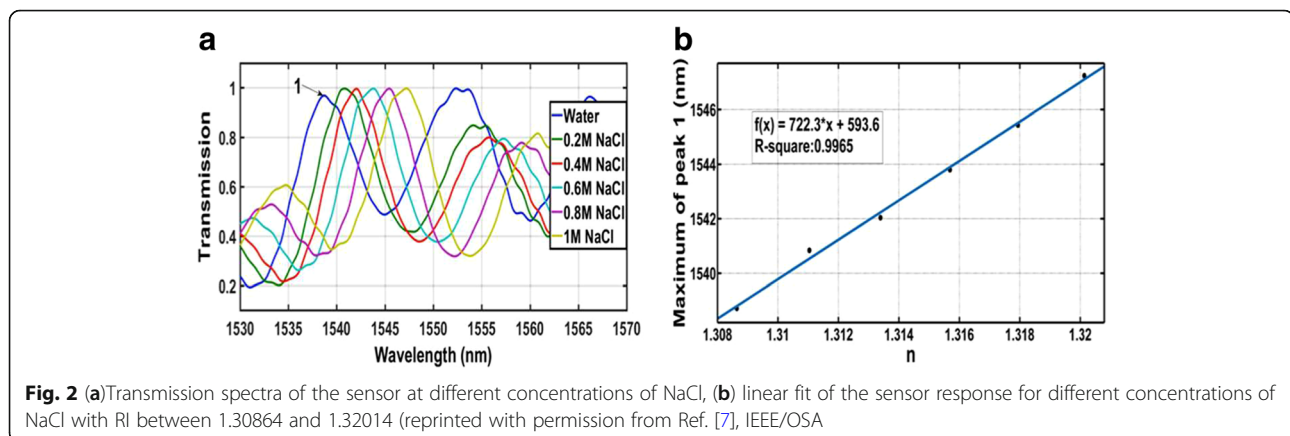 a
1
1
0.8
0.6
0.4
0.2
Transmission
1530 1535 1540 1545 1550 1555 1560 1565 1570
Wavelength (nm)
Water
0.2M NaCl
0.4M NaCl
0.6M NaCl
0.8M NaCl
1M NaCl
b
Maximum of peak 1 (nm)
1546
1544
1542
1540
f(x) = 722.3*x + 593.6
R-square:0.9965
1.308 1.31 1.312 1.314 1.316 1.318 1.32
n
Fig. 2 (a)Transmission spectra of the sensor at different concentrations of NaCl, (b) linear fit of the sensor response for different concentrations of
NaCl with RI between 1.30864 and 1.32014 (reprinted with permission from Ref. [7], IEEE/OSA